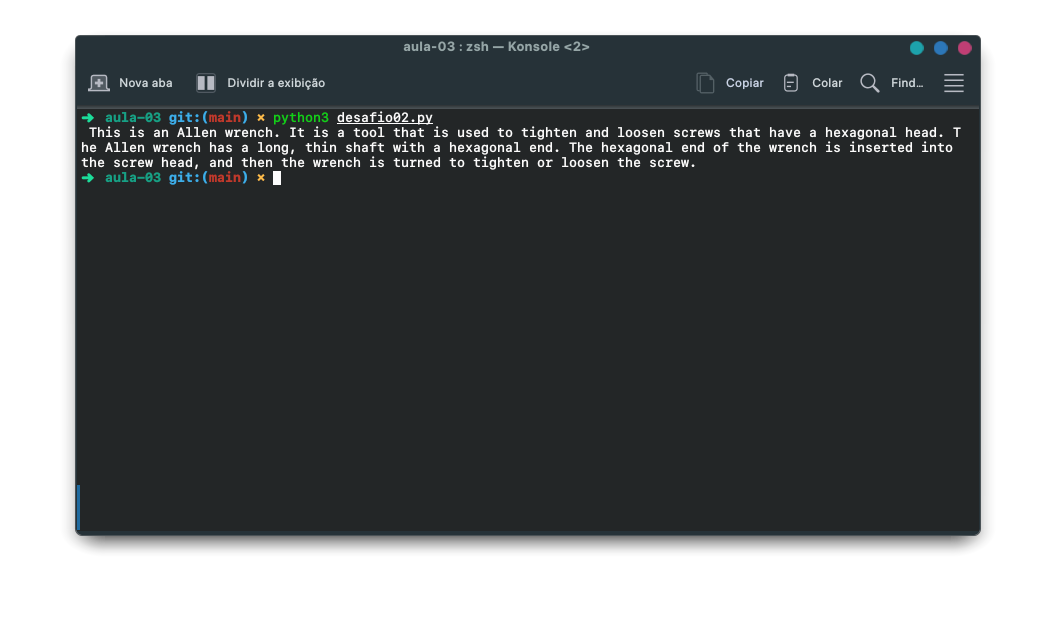 aula-03 : zsh — Konsole <2>
Nova aba Dividir a exibição Copiar Colar Find…
➜ aula-03 git:(main) × python3 desafio02.py
This is an Allen wrench. It is a tool that is used to tighten and loosen screws that have a hexagonal head. T
he Allen wrench has a long, thin shaft with a hexagonal end. The hexagonal end of the wrench is inserted into
the screw head, and then the wrench is turned to tighten or loosen the screw.
➜ aula-03 git:(main) ×